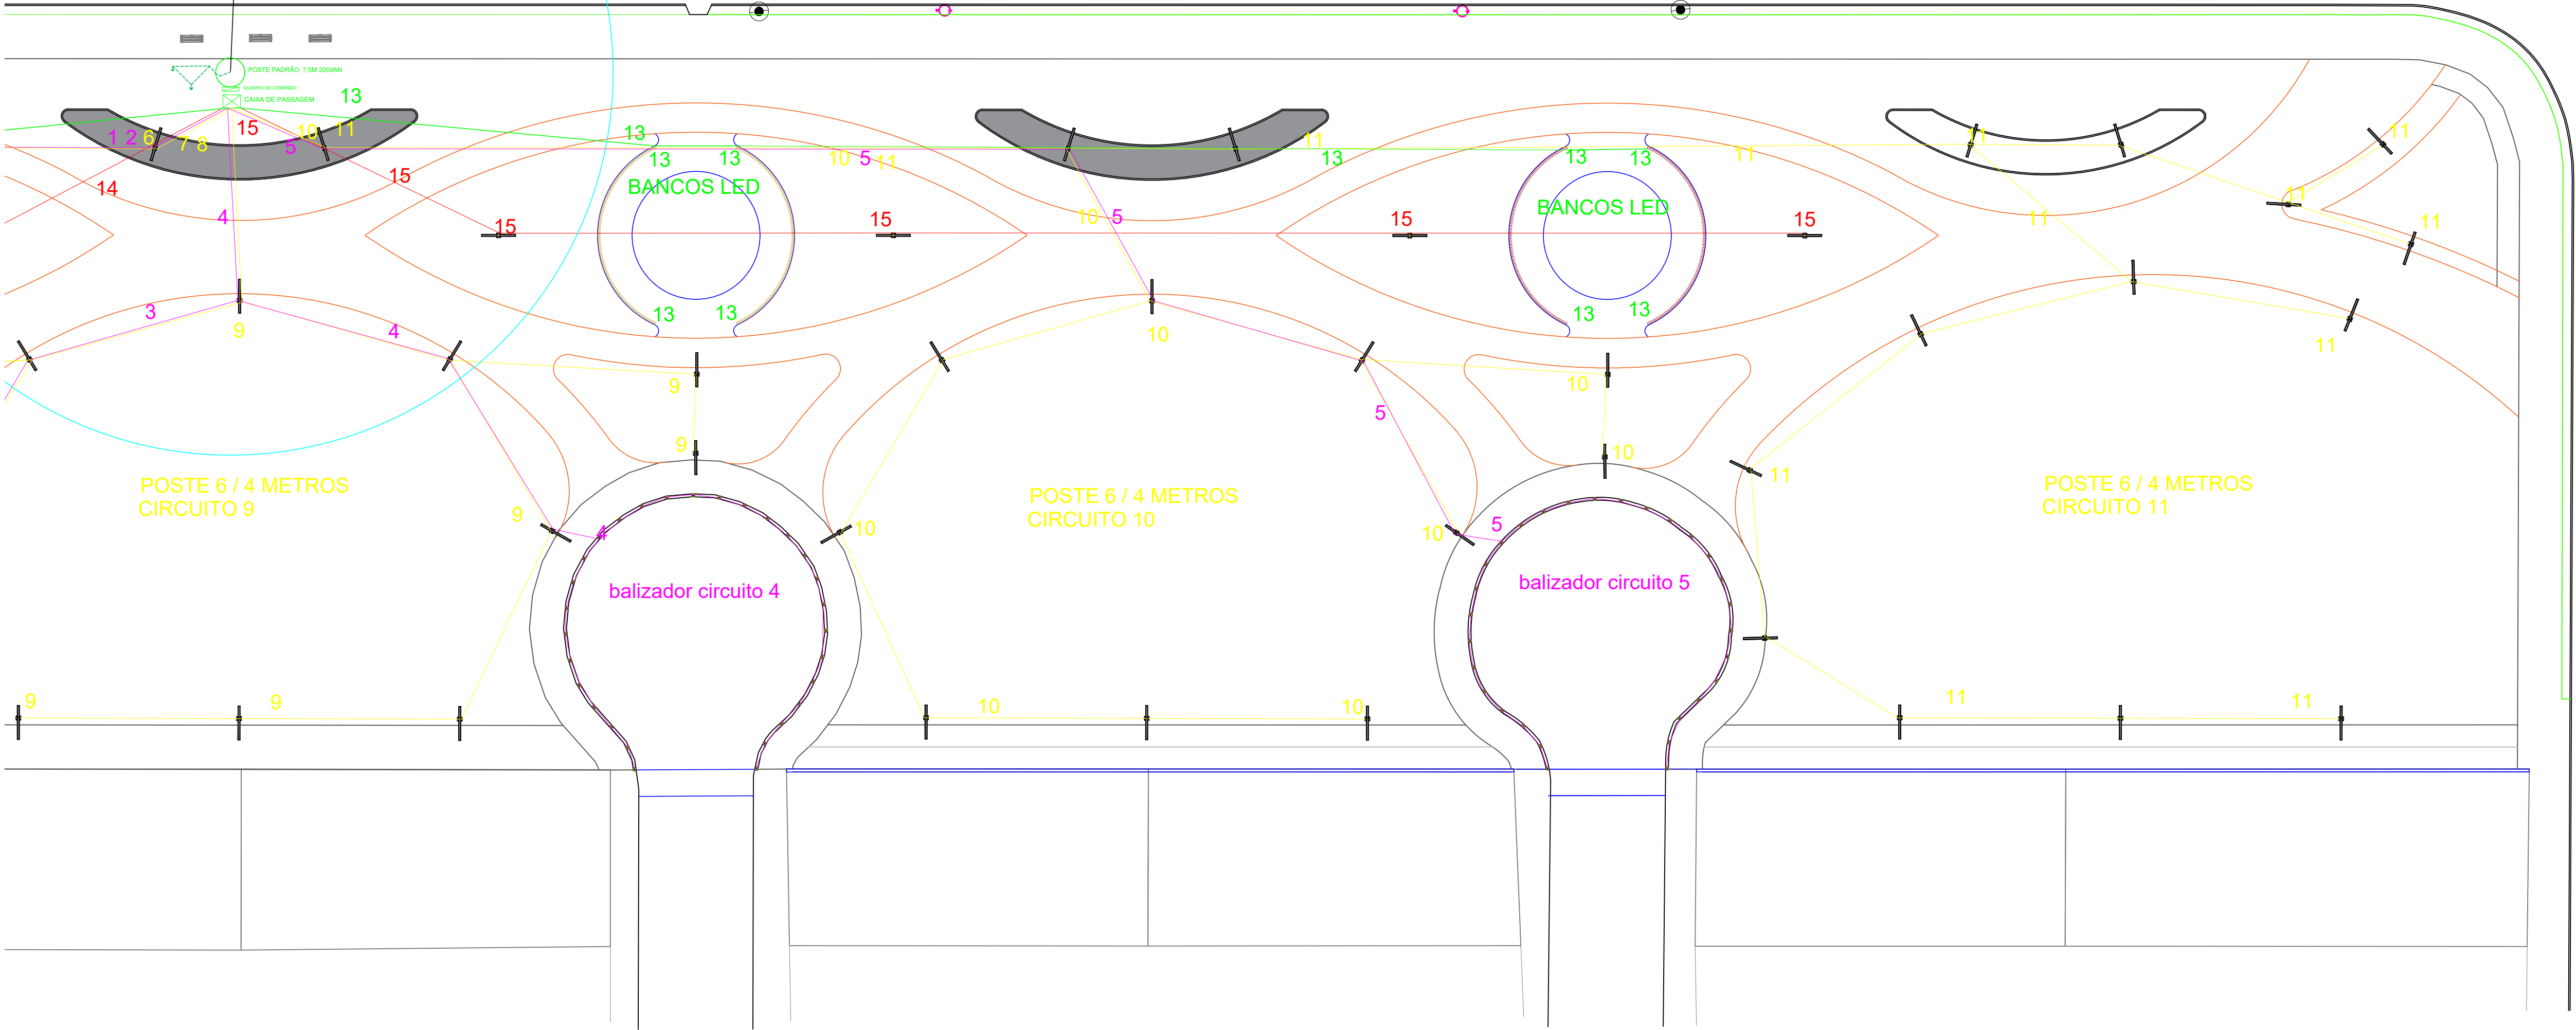 POSTE PADRÃO 7,5M 200dAN
QUADRO DE COMANDO
CAIXA DE PASSAGEM
13
1 2 6 7 8 15 5 10 11
13
13 13
10 5 11
11
13
13 13
11
11
11
14
15
BANCOS LED
BANCOS LED
4
15
15
10 5
15
15
11
11
11
3
9
4
13 13
10
13 13
11
9
10
5
9
10
11
POSTE 6 / 4 METROS
CIRCUITO 9
POSTE 6 / 4 METROS
CIRCUITO 10
POSTE 6 / 4 METROS
CIRCUITO 11
9
4
10
10
5
balizador circuito 4
balizador circuito 5
9
9
10
10
11
11